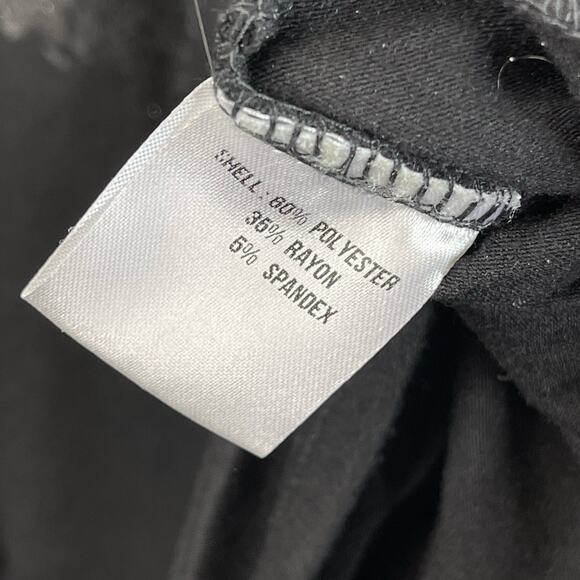 SHELL: 60% POLYESTER
35% RAYON
5% SPANDEX